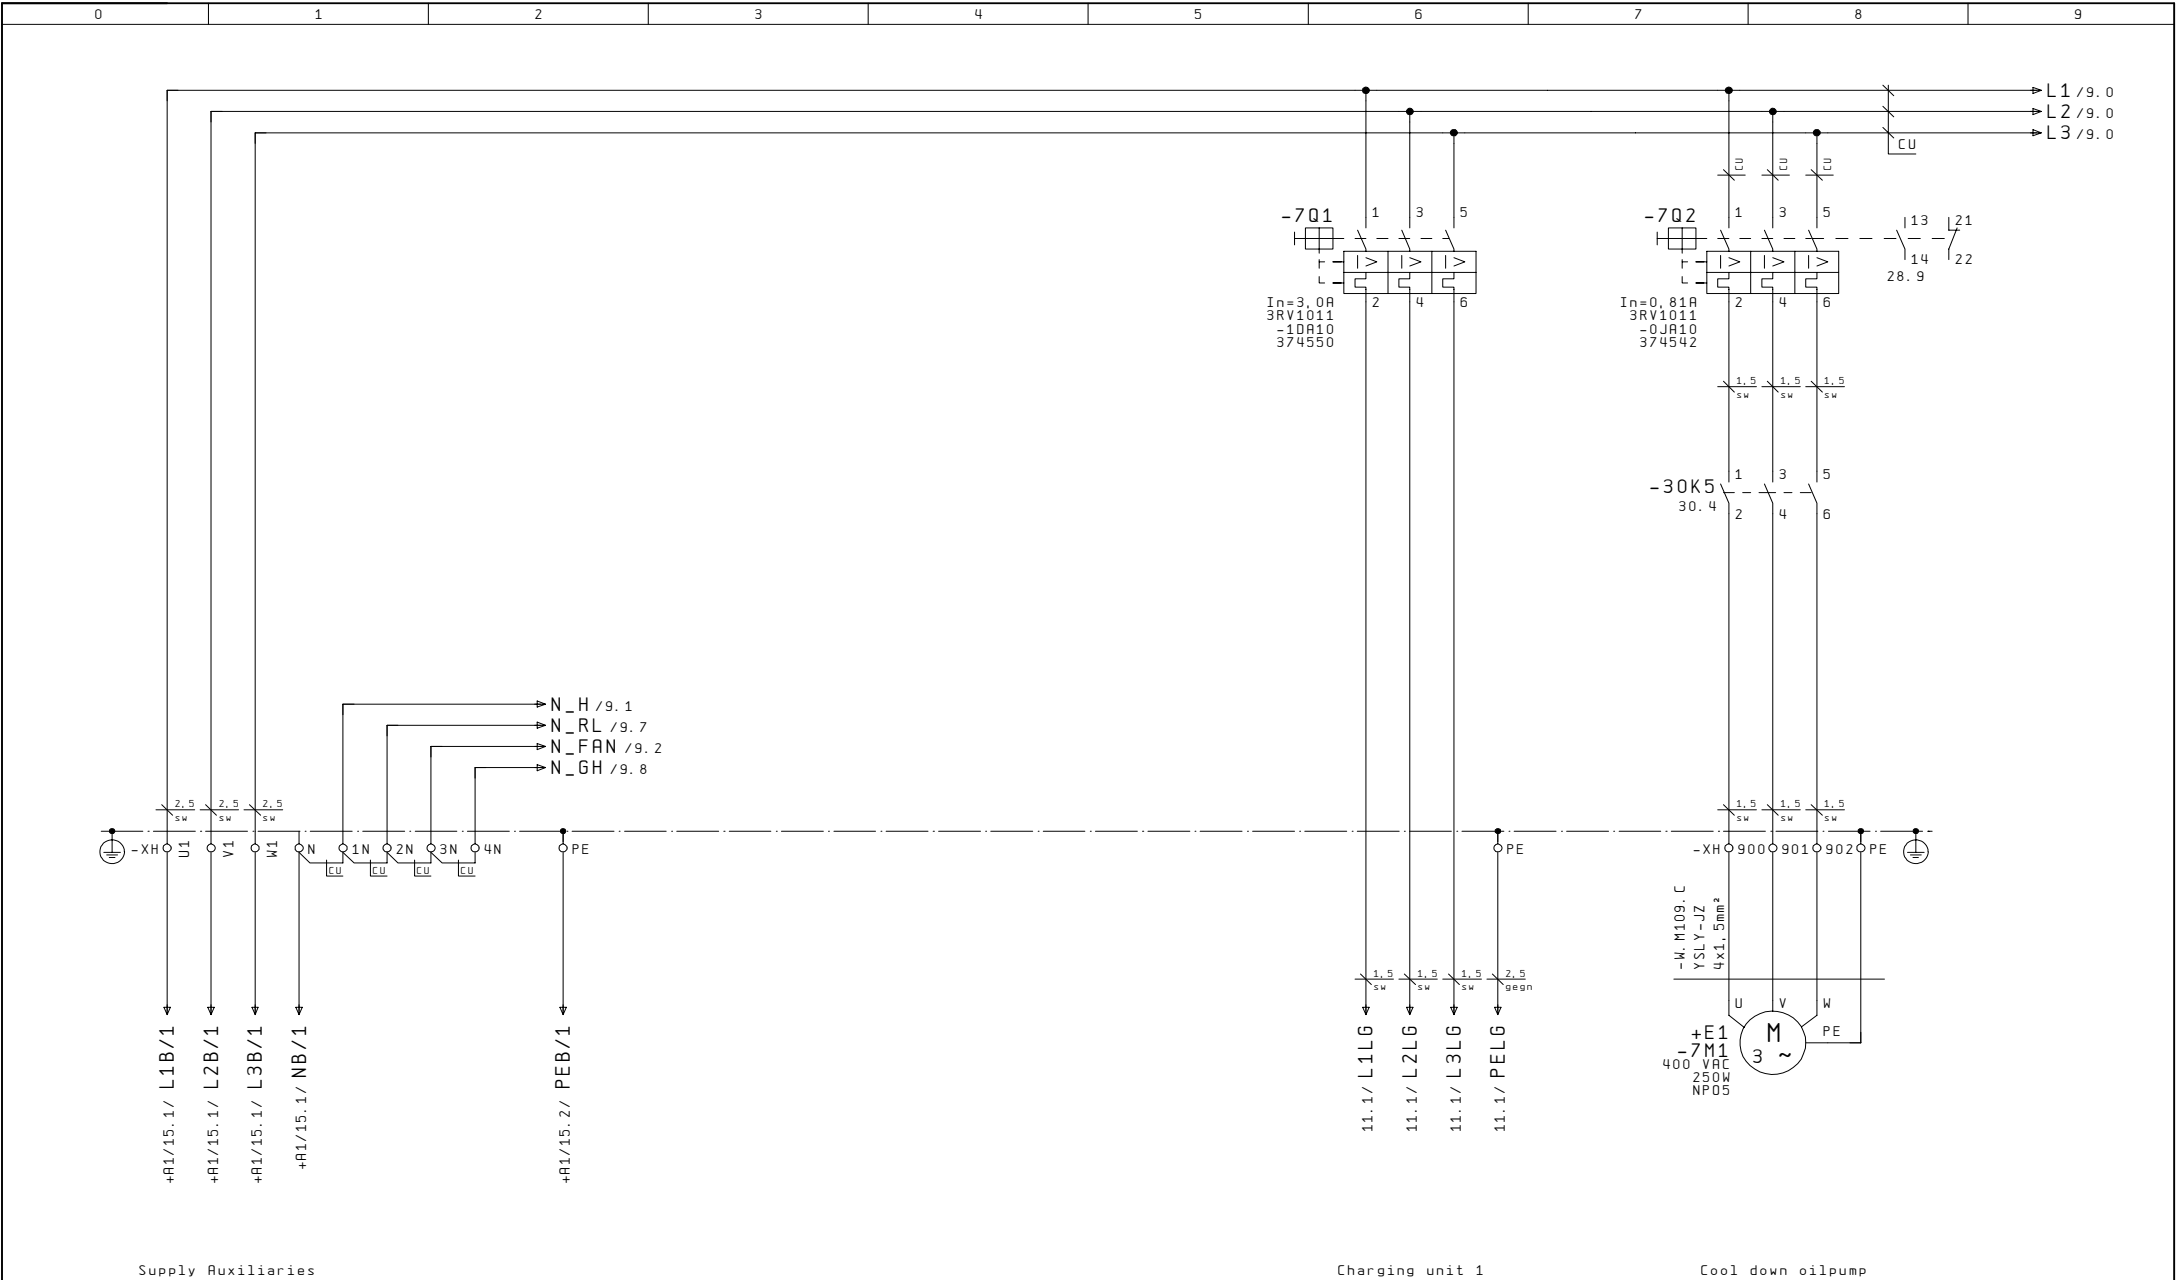 0 1 2 3 4 5 6 7 8 9
L1 /9.0
L2 /9.0
L3 /9.0
CU
CU CU CU
-7Q1 1 3 5
2 4 6
In=3,0A
3RV1011
-1DA10
374550
-7Q2 1 3 5
13 21
14 22
28.9
2 4 6
In=0,81A
3RV1011
-0JA10
374542
1,5 1,5 1,5
sw sw sw
-30K5 1 3 5
30.4 2 4 6
N_H /9.1
N_RL /9.7
N_FAN /9.2
N_GH /9.8
2,5 2,5 2,5
sw sw sw
1,5 1,5 1,5
sw sw sw
-XH U1 V1 W1 N 1N 2N 3N 4N PE
CU CU CU CU
PE
-XH 900 901 902 PE
-W.M109.C
YSLY-JZ
4x1,5mm²
1,5 1,5 1,5 2,5
sw sw sw gegn
U V W
+E1
-7M1
400 VAC
250W
NP05
M
3 ~
PE
+A1/15.1/ L1B/1
+A1/15.1/ L2B/1
+A1/15.1/ L3B/1
+A1/15.1/ NB/1
+A1/15.2/ PEB/1
11.1/ L1LG
11.1/ L2LG
11.1/ L3LG
11.1/ PELG
Supply Auxiliaries
Charging unit 1
Cool down oilpump